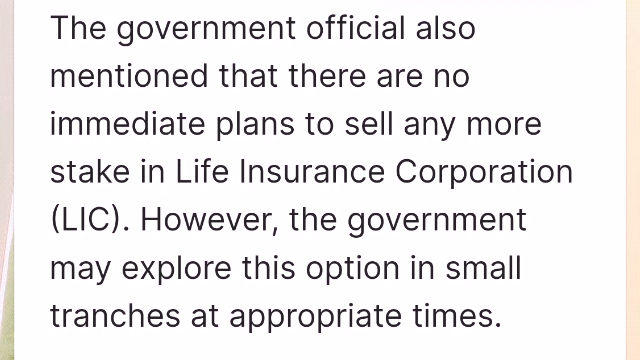 The government official also
mentioned that there are no
immediate plans to sell any more
stake in Life Insurance Corporation
(LIC). However, the government
may explore this option in small
tranches at appropriate times.